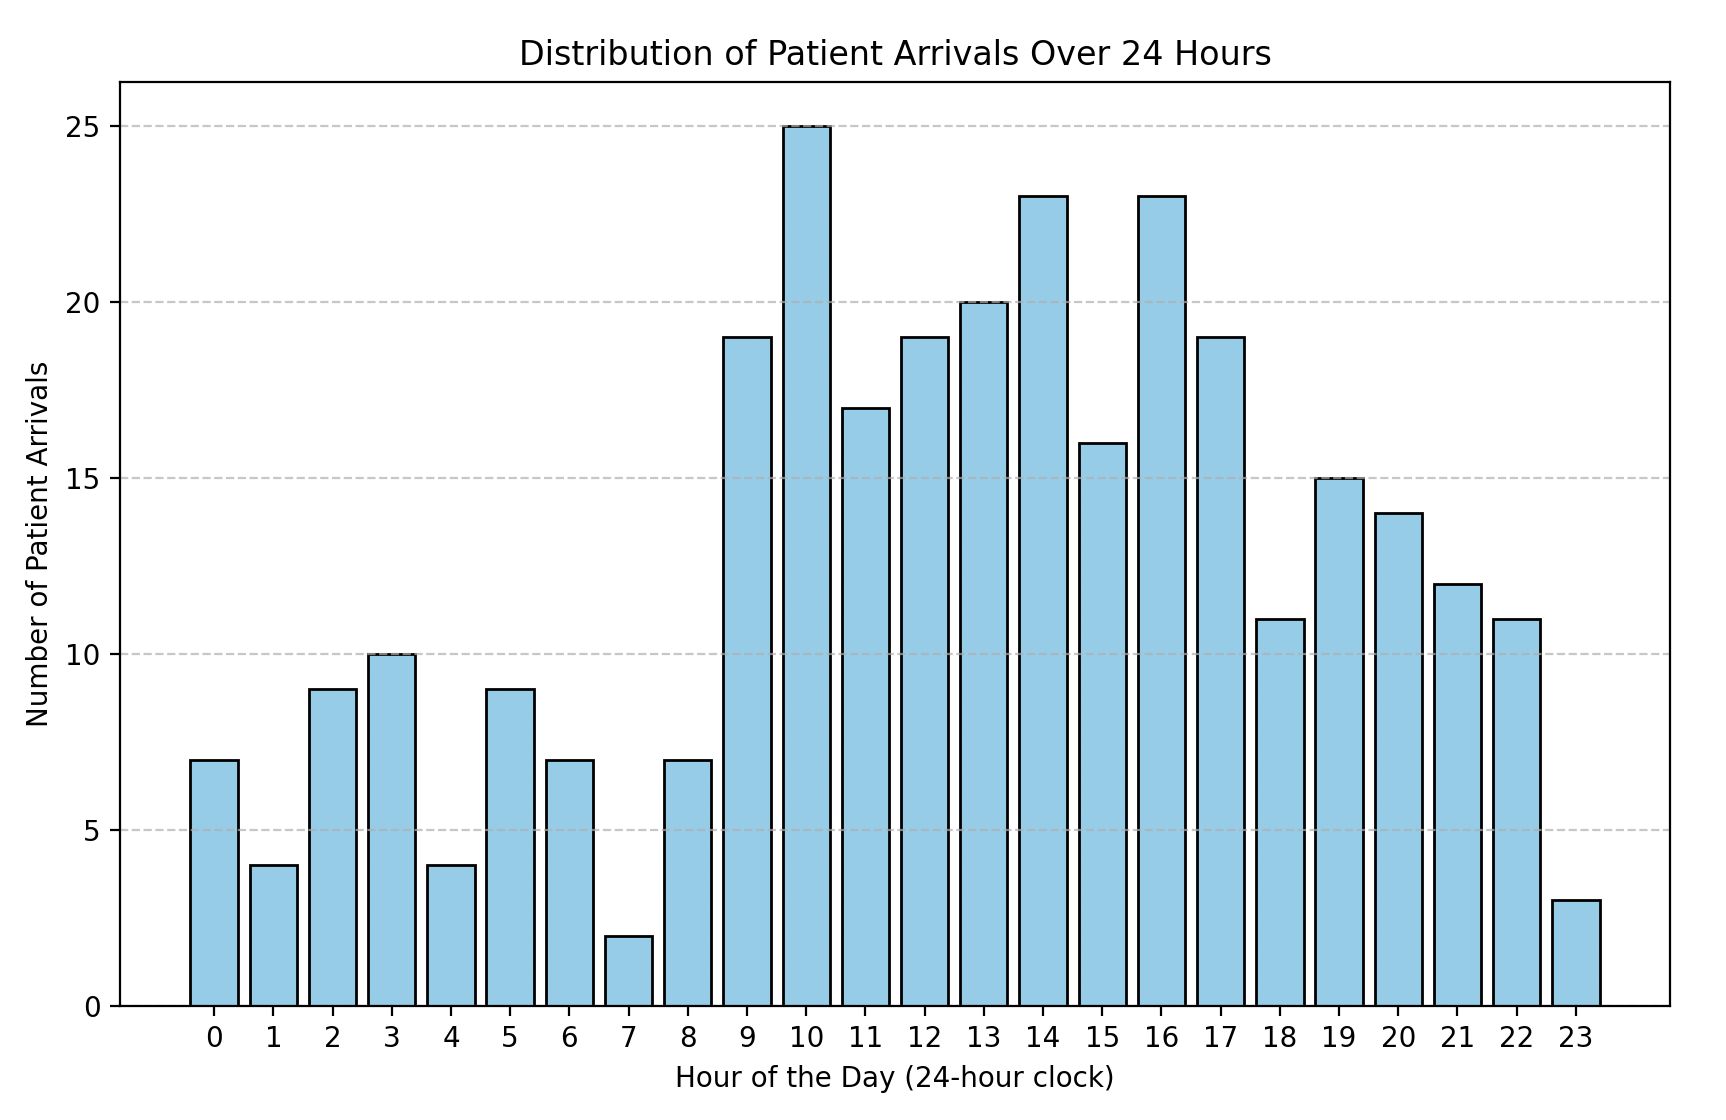 Distribution of Patient Arrivals Over 24 Hours
Number of Patient Arrivals
25
20
15
10
5
0
0 1 2 3 4 5 6 7 8 9 10 11 12 13 14 15 16 17 18 19 20 21 22 23
Hour of the Day (24-hour clock)